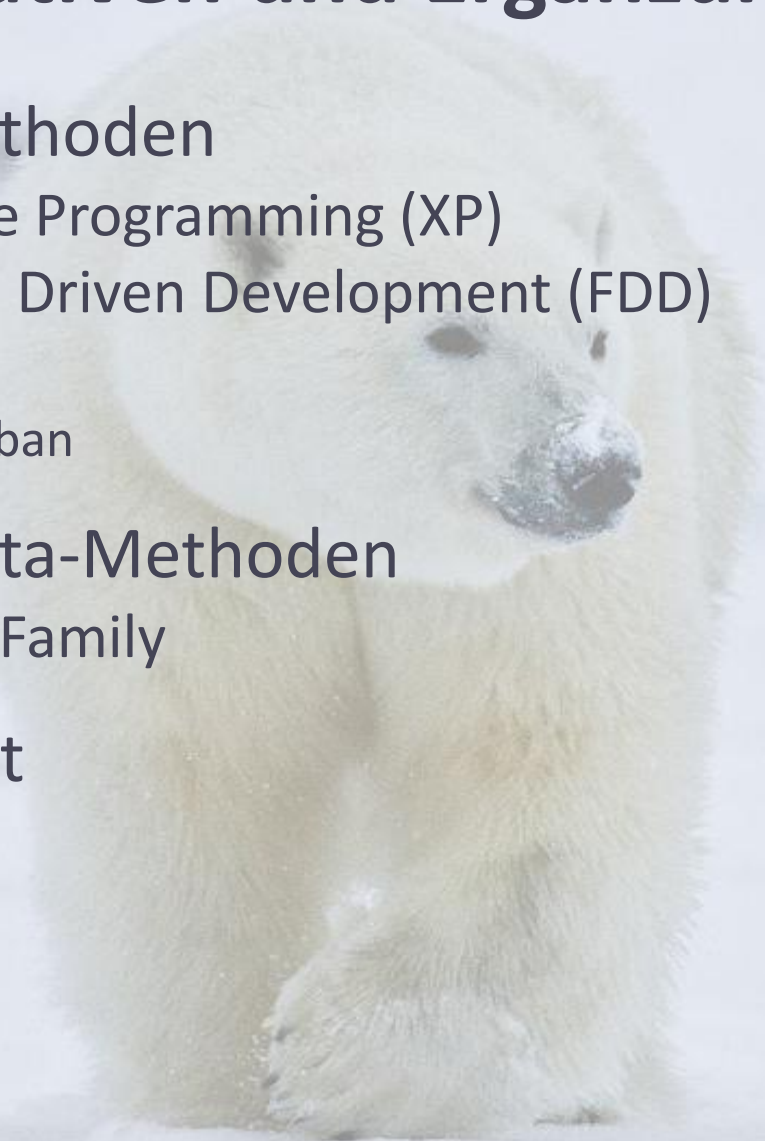 thoden
e Programming (XP)
Driven Development (FDD)
ban
ta-Methoden
Family
t